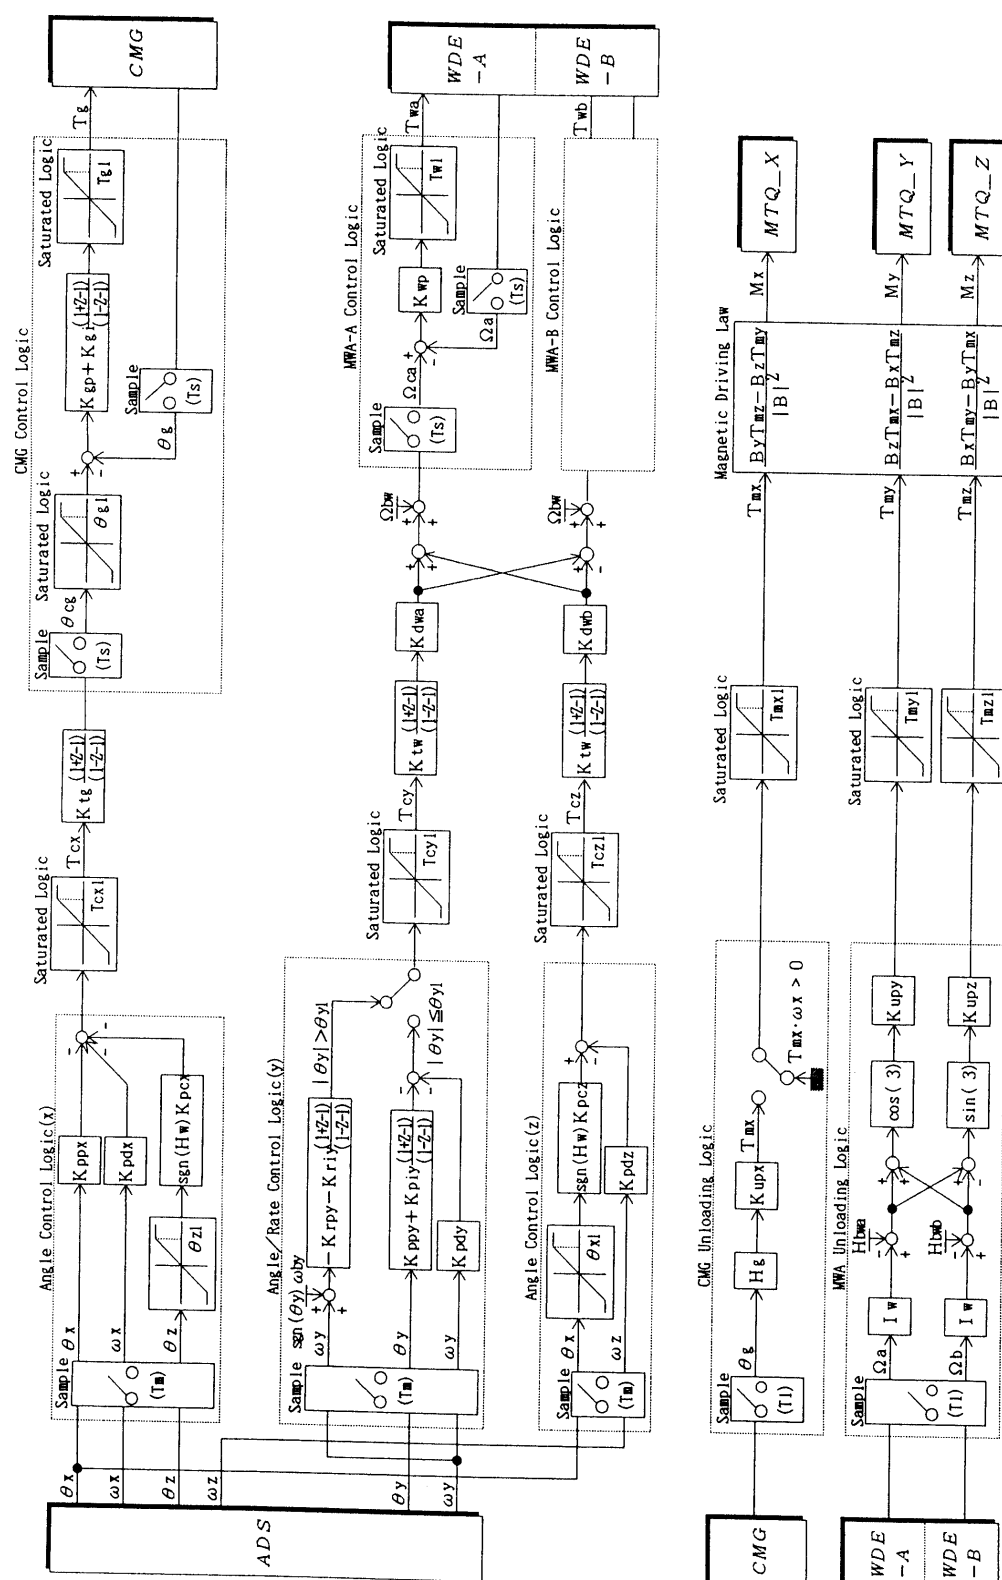 ADS
θx
ωx
θz
ωz
θy
ωy
Angle Control Logic(x)
Sample
(Tm)
θx
ωx
θz
Kppx
Kpdx
θzl
sgn(Hw)Kpcx
-
-
-
Saturated Logic
Tcxl
Tcx
Ktg (1+Z-1)
(1-Z-1)
CMG Control Logic
Sample
(Ts)
θcg
Saturated Logic
θgl
+
-
θg
Sample
(Ts)
Kgp+Kgi (1+Z-1)
(1-Z-1)
Saturated Logic
Tgl
Tg
CMG
Angle/Rate Control Logic(y)
Sample
(Tm)
sgn(θy)ωby
ωy
+
+
-Krpy-Kriy (1+Z-1)
(1-Z-1)
|θy|>θyl
θy
Kppy+Kpiy (1+Z-1)
(1-Z-1)
-
-
|θy|≦θyl
ωy
Kpdy
Saturated Logic
Tcyl
Tcy
Ktw (1+Z-1)
(1-Z-1)
Kdwa
+
+
Ωbw
+
+
MWA-A Control Logic
Sample
(Ts)
Ωca
+
-
Ωa
Sample
(Ts)
Kwp
Saturated Logic
Twl
Twa
WDE
-A
WDE
-B
Twb
MWA-B Control Logic
Angle Control Logic(z)
Sample
(Tm)
θx
ωz
θxl
sgn(Hw)Kpcz
Kpdz
+
-
Saturated Logic
Tczl
Tcz
Ktw (1+Z-1)
(1-Z-1)
Kdwb
+
-
Ωbw
+
+
CMG
CMG Unloading Logic
Sample
(Tl)
θg
Hg
Kupx
Tmx
Tmx·ωx>0
Saturated Logic
Tmxl
Tmx
Magnetic Driving Law
ByTmz-BzTmy
|B|2
Mx
MTQ_X
WDE
-A
WDE
-B
MWA Unloading Logic
Sample
(Tl)
Ωa
Ωb
Iw
Iw
Hbwa
-
+
Hbwb
-
+
+
+
+
-
cos(3)
sin(3)
Kupy
Kupz
Saturated Logic
Tmyl
Tmzl
Tmy
Tmz
BzTmx-BxTmz
|B|2
BxTmy-ByTmx
|B|2
My
Mz
MTQ_Y
MTQ_Z